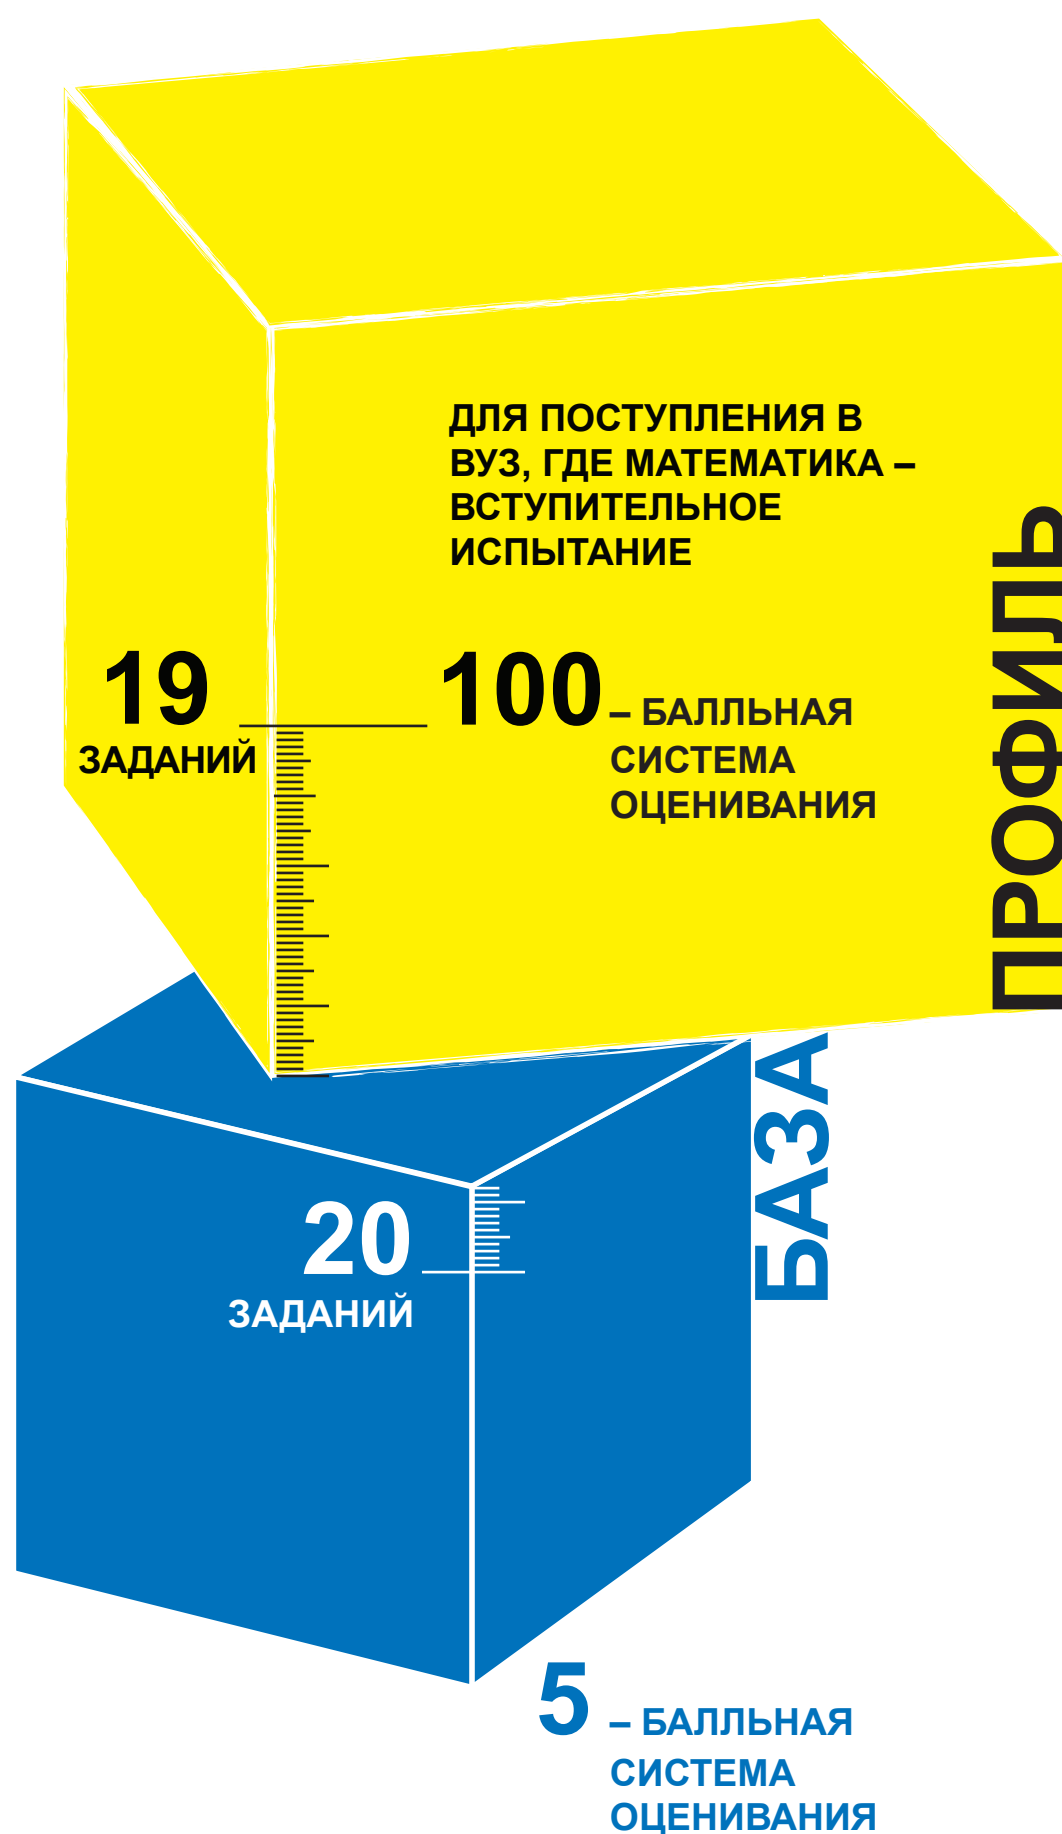 ДЛЯ ПОСТУПЛЕНИЯ В
ВУЗ, ГДЕ МАТЕМАТИКА –
ВСТУПИТЕЛЬНОЕ
ИСПЫТАНИЕ
ПРОФИЛЬ
19
ЗАДАНИЙ
100 – БАЛЛЬНАЯ
СИСТЕМА
ОЦЕНИВАНИЯ
БАЗА
20
ЗАДАНИЙ
5 – БАЛЛЬНАЯ
СИСТЕМА
ОЦЕНИВАНИЯ